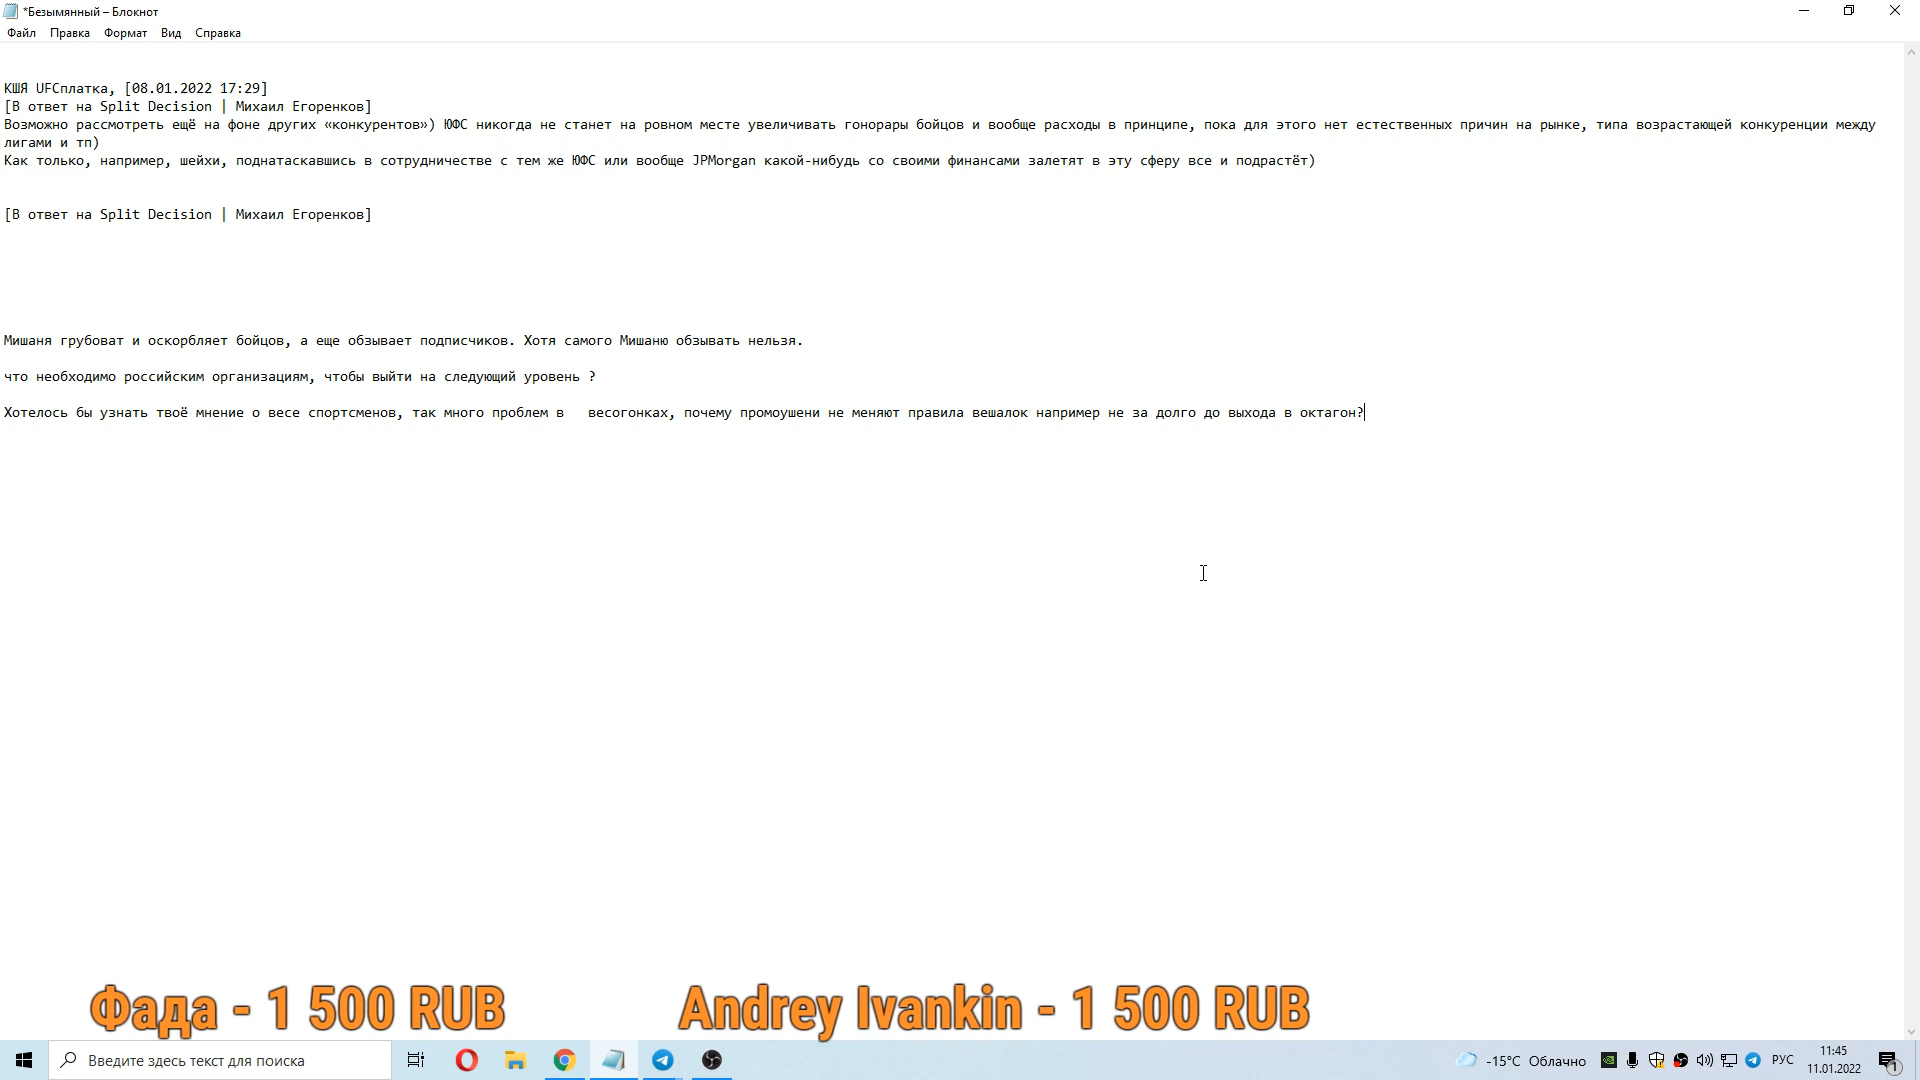 *Безымянный – Блокнот
Файл Правка Формат Вид Справка
КШЯ UFCплатка, [08.01.2022 17:29]
[В ответ на Split Decision | Михаил Егоренков]
Возможно рассмотреть ещё на фоне других «конкурентов») ЮФС никогда не станет на ровном месте увеличивать гонорары бойцов и вообще расходы в принципе, пока для этого нет естественных причин на рынке, типа возрастающей конкуренции между
лигами и тп)
Как только, например, шейхи, поднатаскавшись в сотрудничестве с тем же ЮФС или вообще JPMorgan какой-нибудь со своими финансами залетят в эту сферу все и подрастёт)
[В ответ на Split Decision | Михаил Егоренков]
Мишаня грубоват и оскорбляет бойцов, а еще обзывает подписчиков. Хотя самого Мишаню обзывать нельзя.
что необходимо российским организациям, чтобы выйти на следующий уровень ?
Хотелось бы узнать твоё мнение о весе спортсменов, так много проблем в   весогонках, почему промоушени не меняют правила вешалок например не за долго до выхода в октагон?
Фада - 1 500 RUB Andrey Ivankin - 1 500 RUB
Введите здесь текст для поиска
-15°C Облачно
РУС
11:45
11.01.2022
1